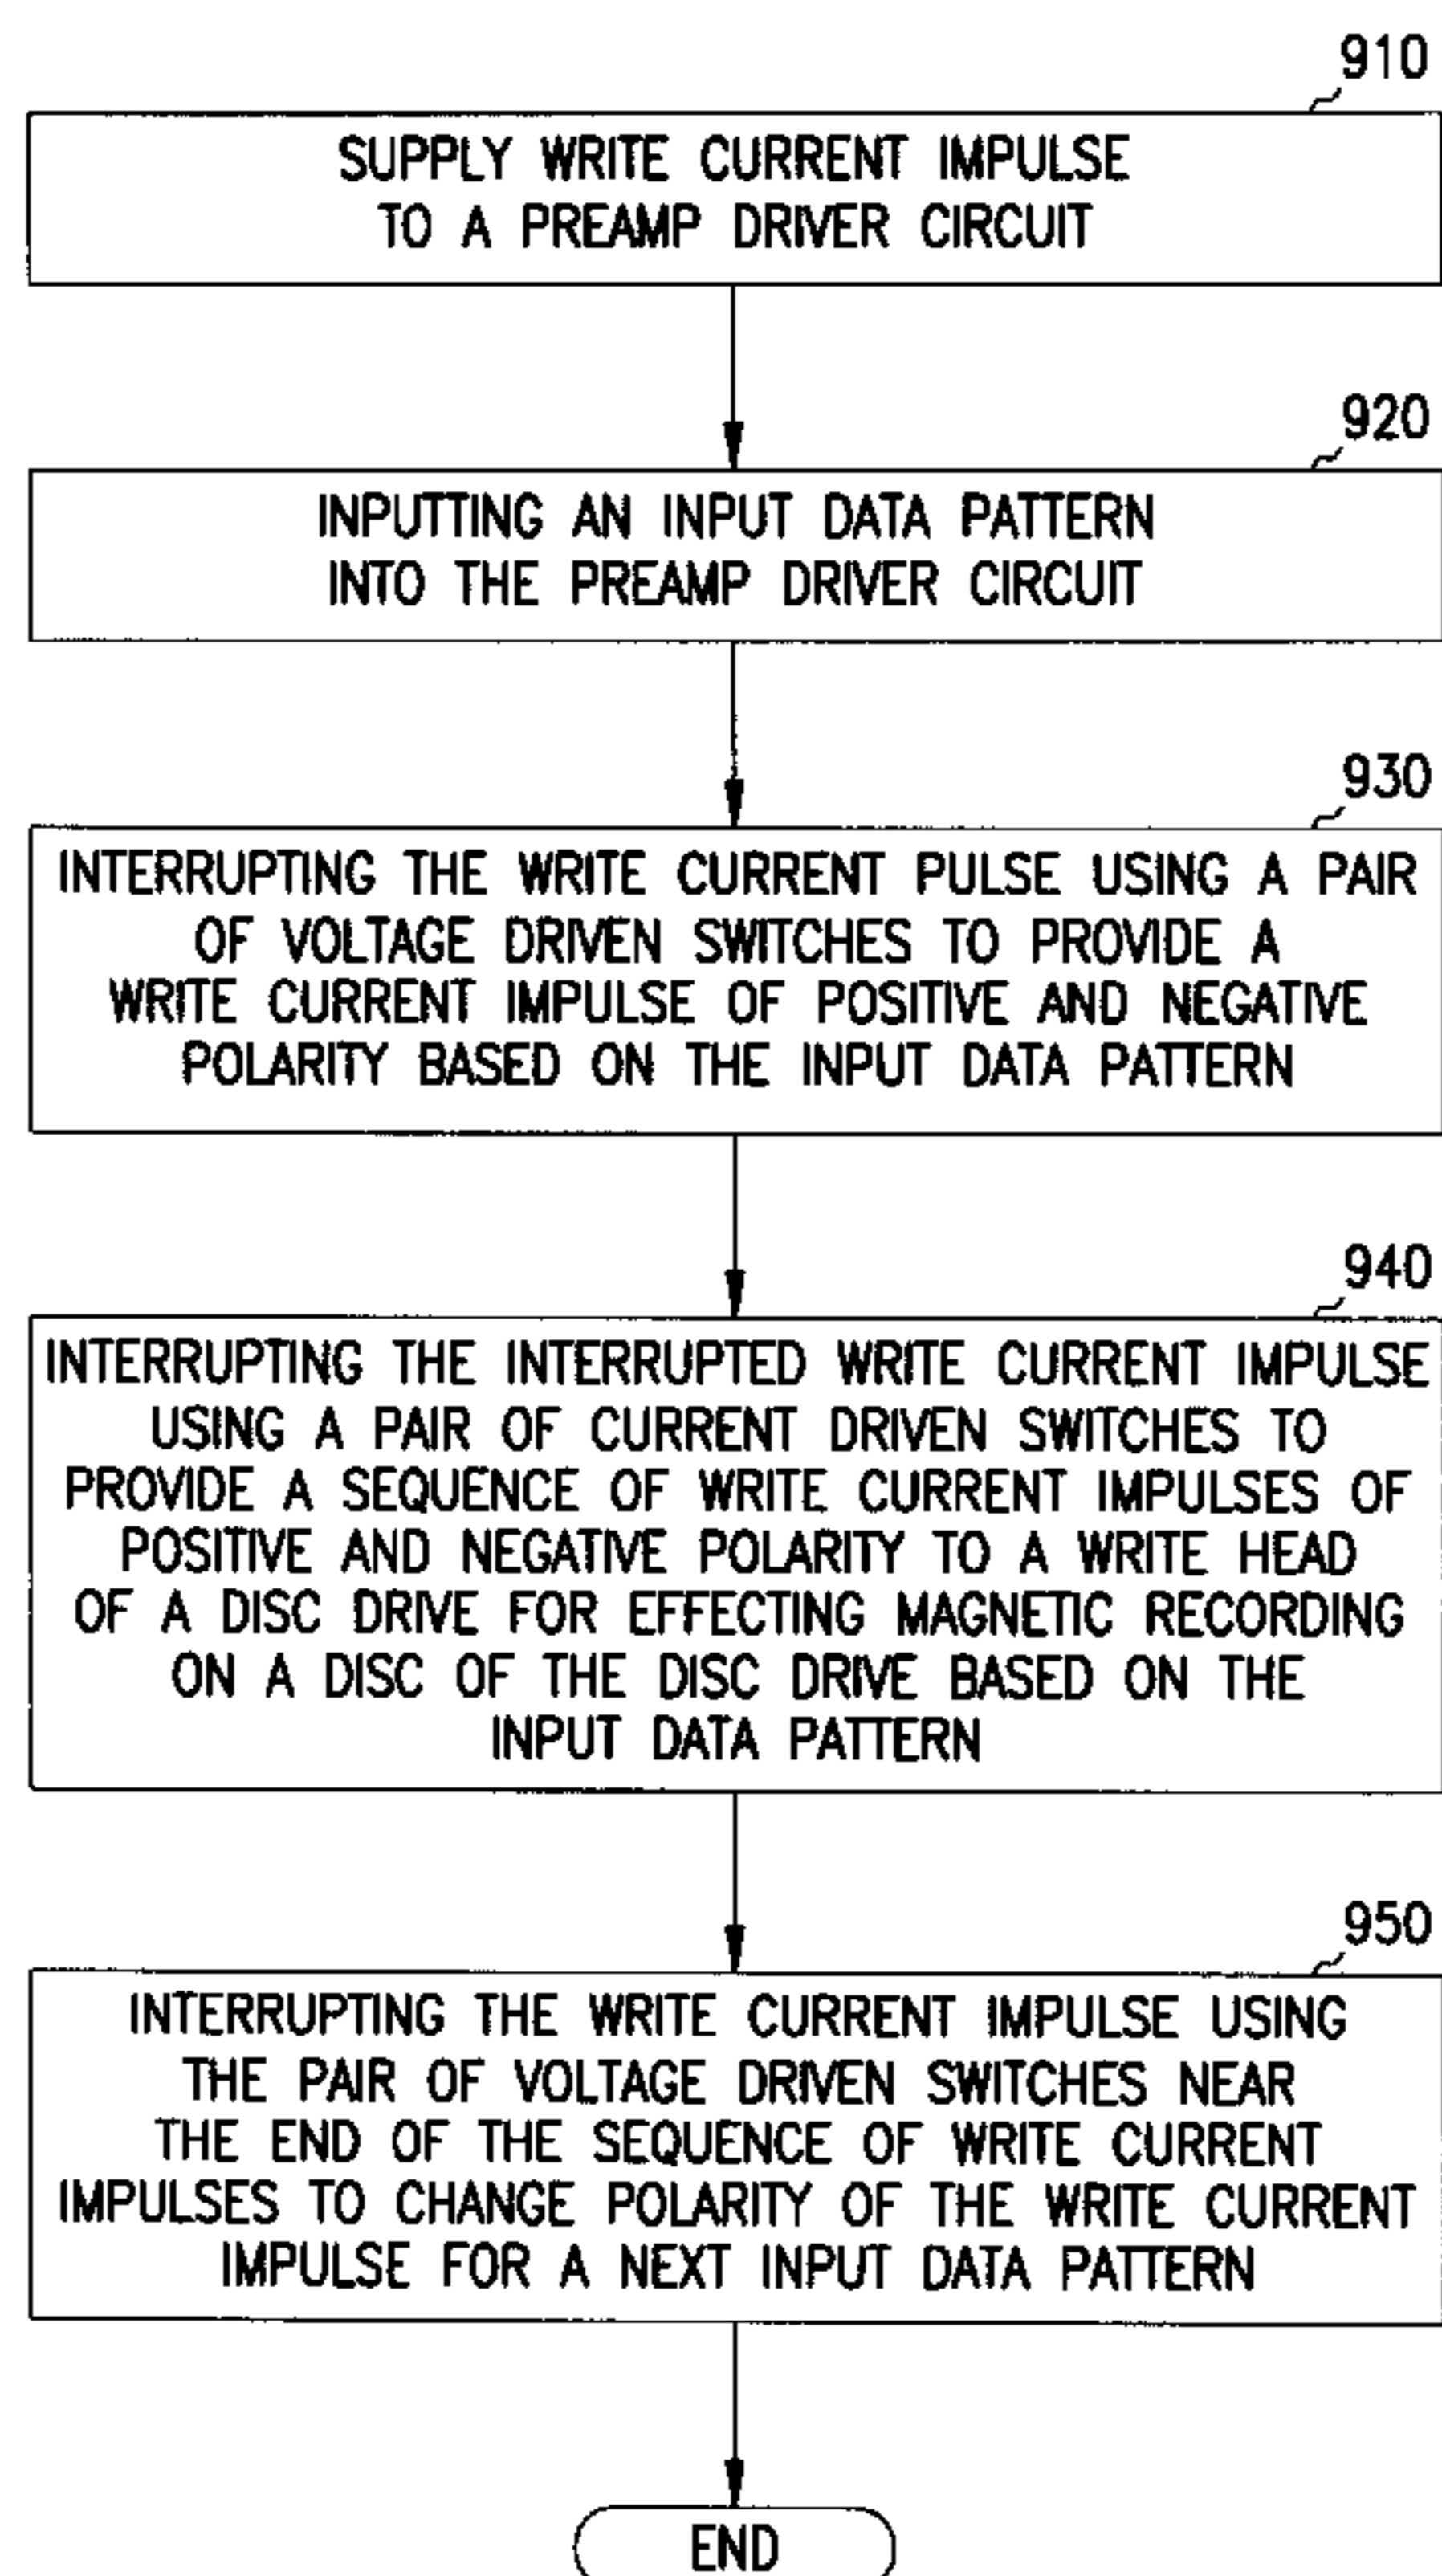 910
SUPPLY WRITE CURRENT IMPULSE
TO A PREAMP DRIVER CIRCUIT
920
INPUTTING AN INPUT DATA PATTERN
INTO THE PREAMP DRIVER CIRCUIT
930
INTERRUPTING THE WRITE CURRENT PULSE USING A PAIR
OF VOLTAGE DRIVEN SWITCHES TO PROVIDE A
WRITE CURRENT IMPULSE OF POSITIVE AND NEGATIVE
POLARITY BASED ON THE INPUT DATA PATTERN
940
INTERRUPTING THE INTERRUPTED WRITE CURRENT IMPULSE
USING A PAIR OF CURRENT DRIVEN SWITCHES TO
PROVIDE A SEQUENCE OF WRITE CURRENT IMPULSES OF
POSITIVE AND NEGATIVE POLARITY TO A WRITE HEAD
OF A DISC DRIVE FOR EFFECTING MAGNETIC RECORDING
ON A DISC OF THE DISC DRIVE BASED ON THE
INPUT DATA PATTERN
950
INTERRUPTING THE WRITE CURRENT IMPULSE USING
THE PAIR OF VOLTAGE DRIVEN SWITCHES NEAR
THE END OF THE SEQUENCE OF WRITE CURRENT
IMPULSES TO CHANGE POLARITY OF THE WRITE CURRENT
IMPULSE FOR A NEXT INPUT DATA PATTERN
END